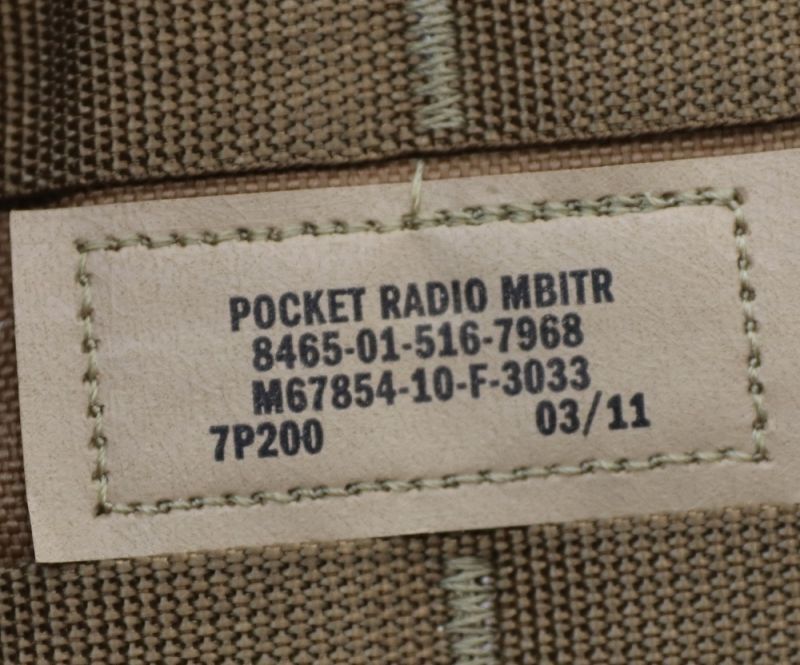 POCKET RADIO MBITR
8465-01-516-7968
M67854-10-F-3033
7P200 03/11